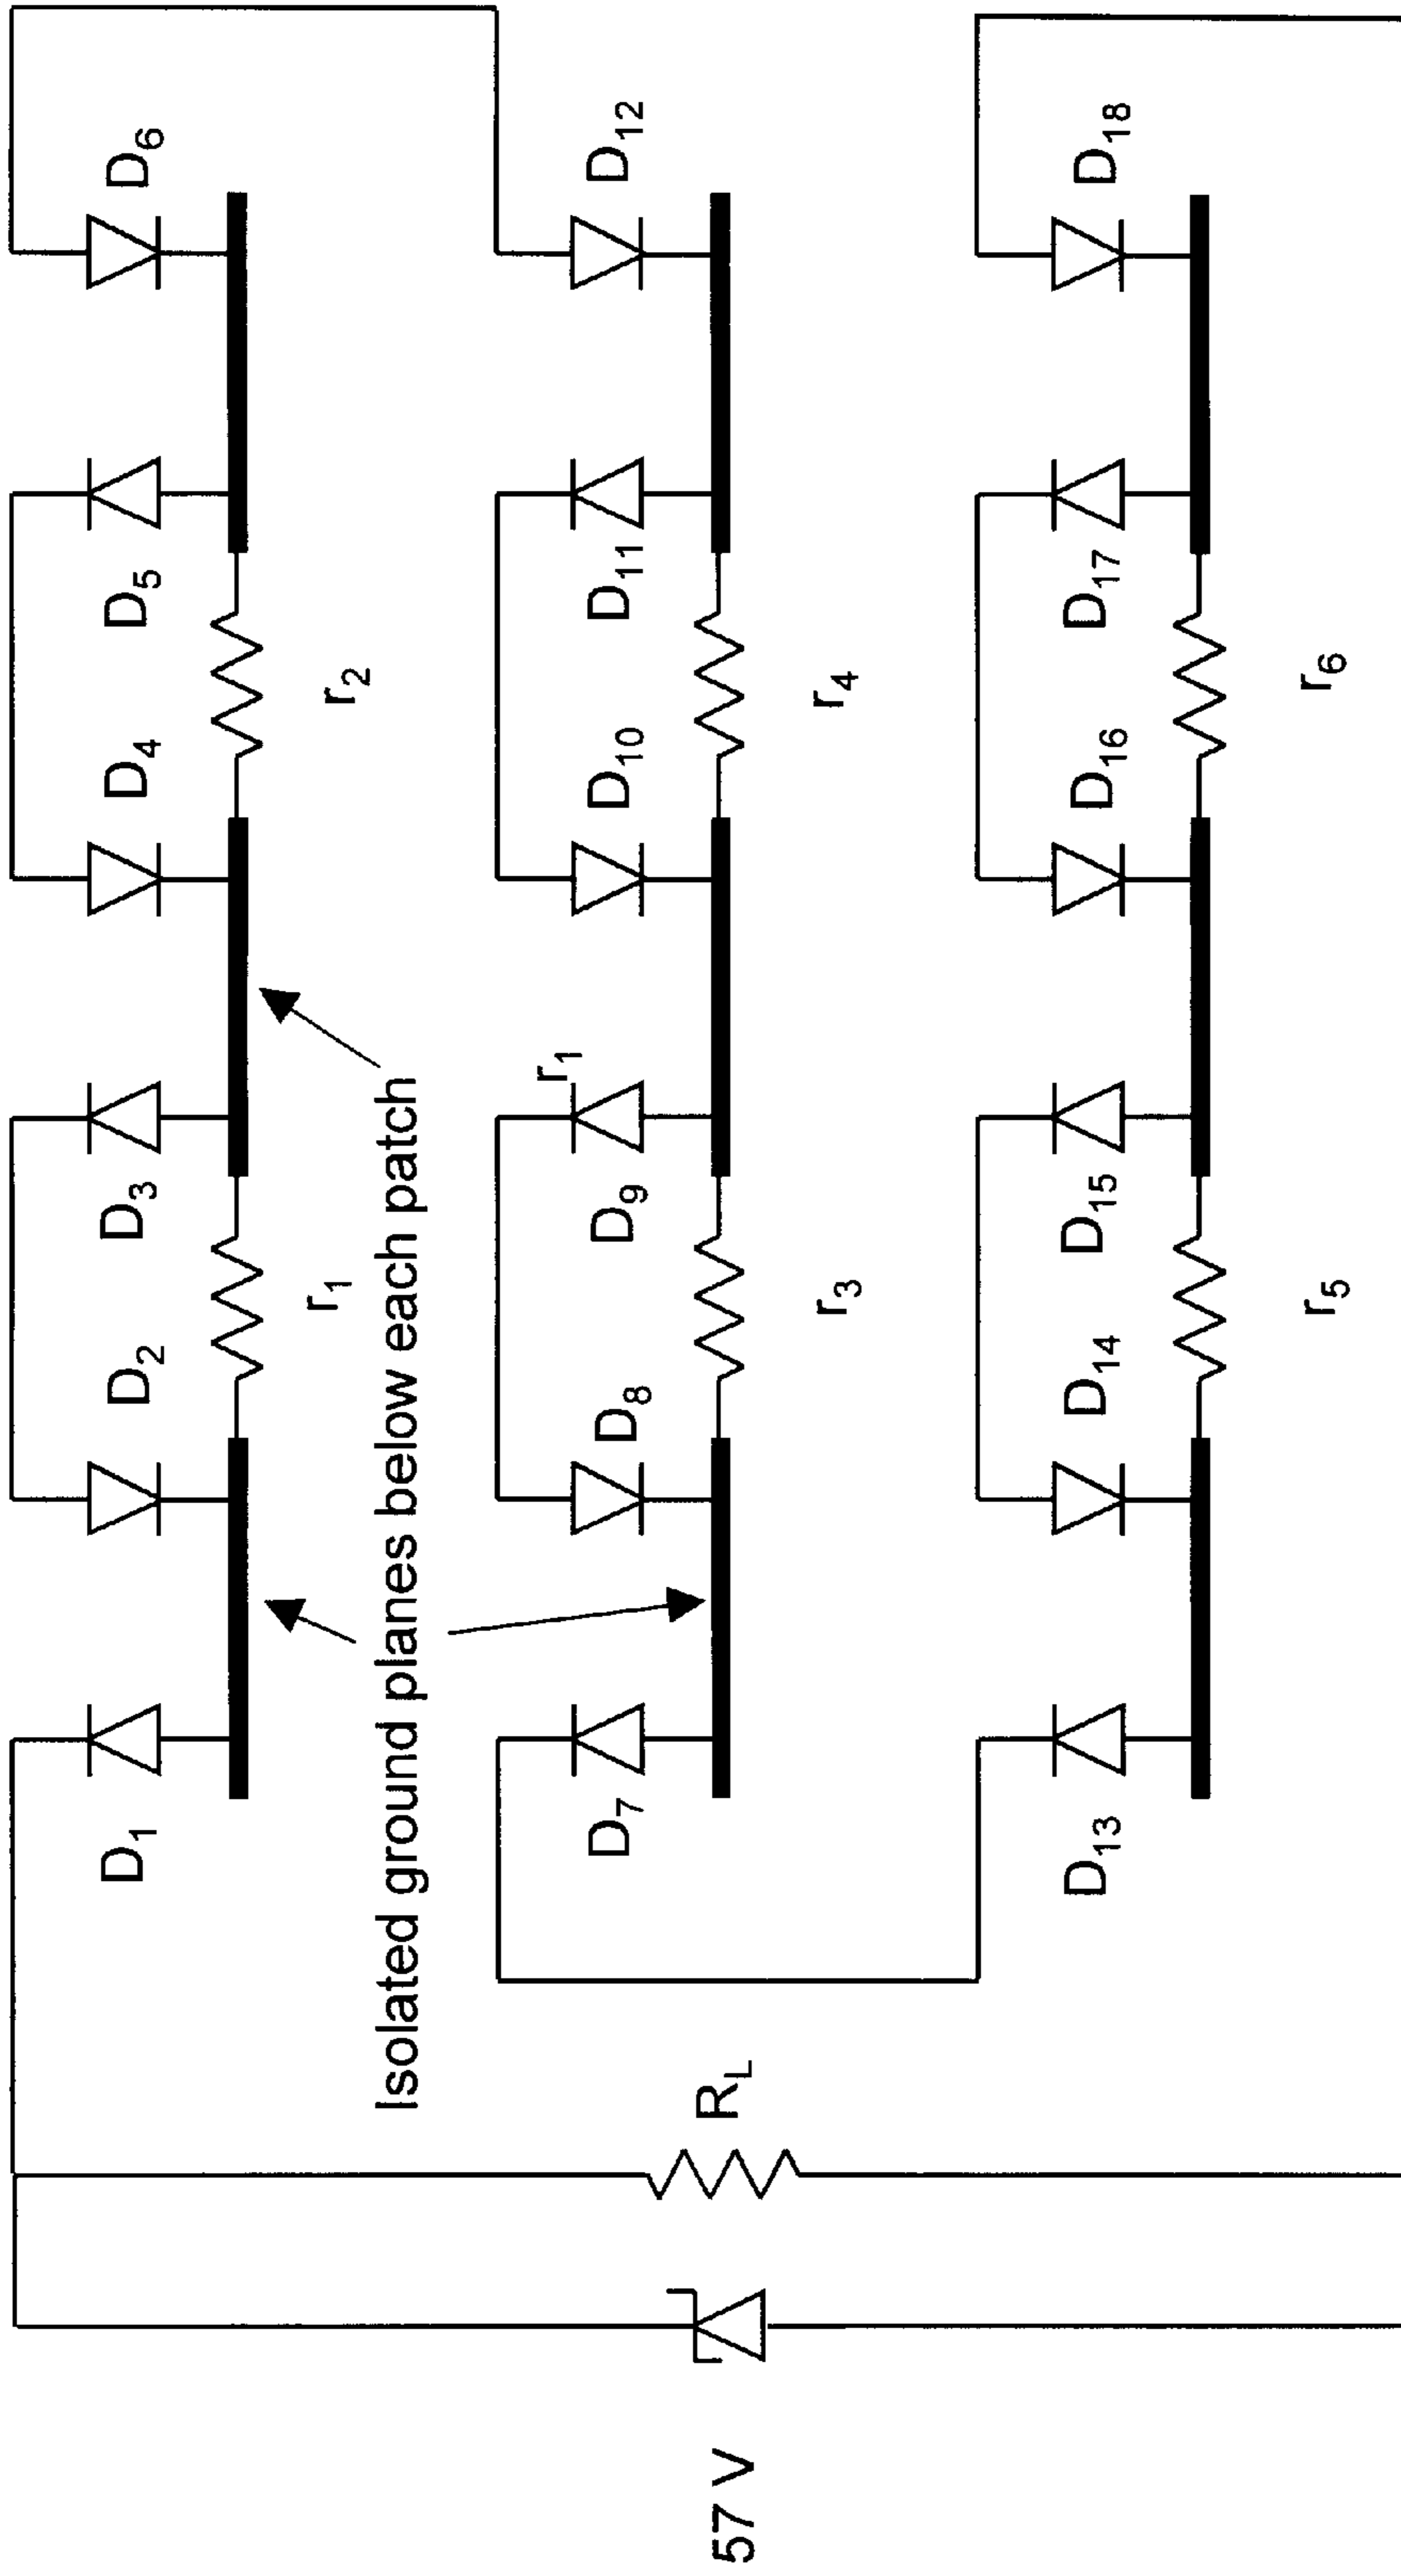 D1
D2
D3
D4
D5
D6
r1
r2
Isolated ground planes below each patch
D7
D8
D9
r1
D10
D11
D12
r3
r4
D13
D14
D15
D16
D17
D18
r5
r6
RL
57 V